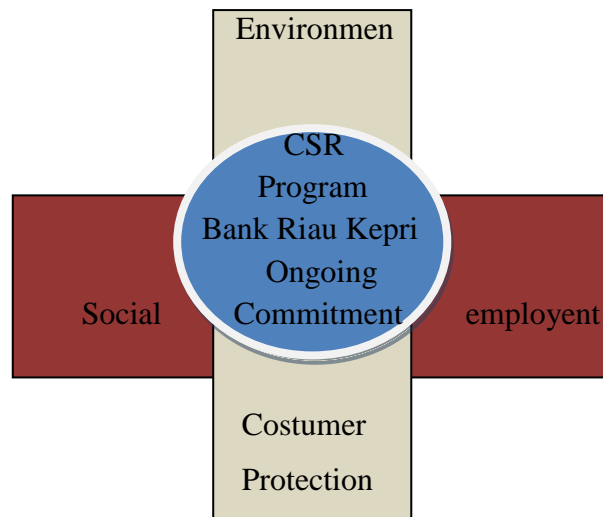 Environmen
CSR
Program
Bank Riau Kepri
Ongoing
Social Commitment employent
Costumer
Protection